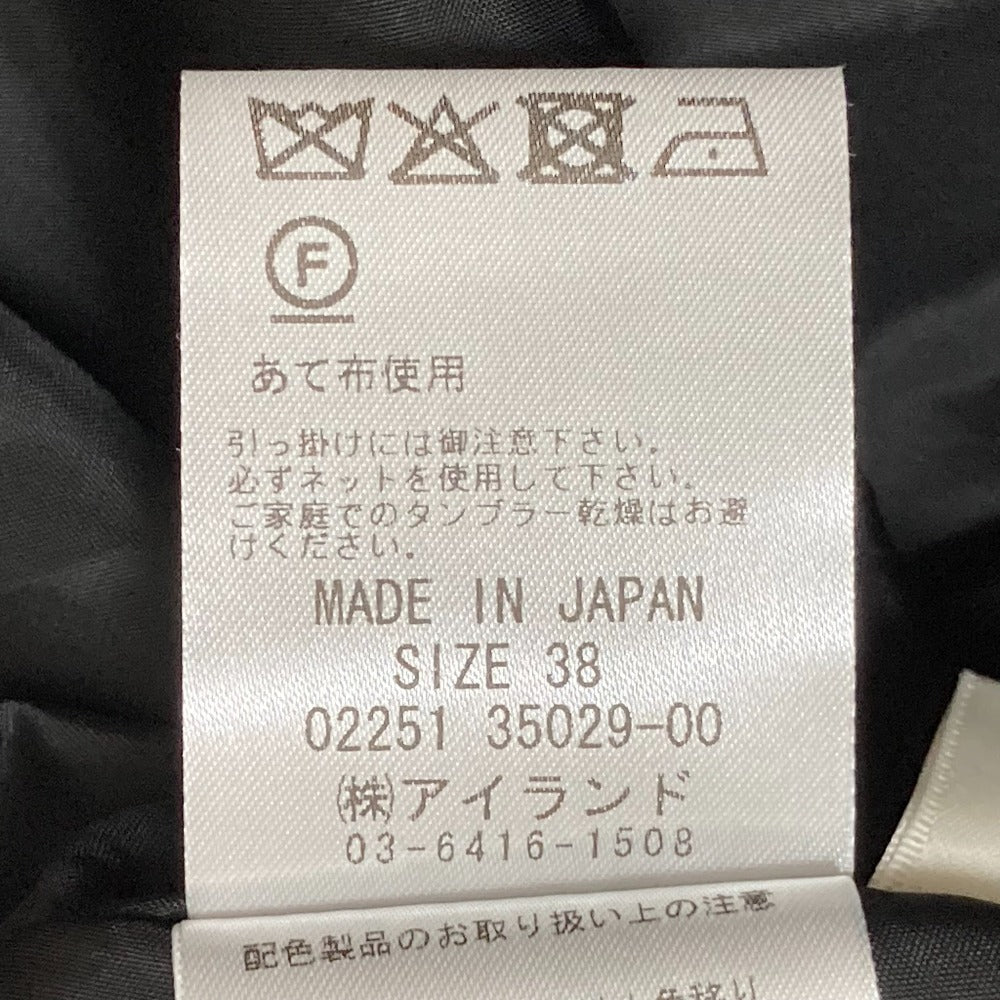 F
あて布使用
引っ掛けには御注意下さい。
必ずネットを使用して下さい。
ご家庭でのタンブラー乾燥はお避
けください。
MADE IN JAPAN
SIZE 38
02251 35029-00
㈱アイランド
03-6416-1508
配色製品のお取り扱い上の注意
色移り